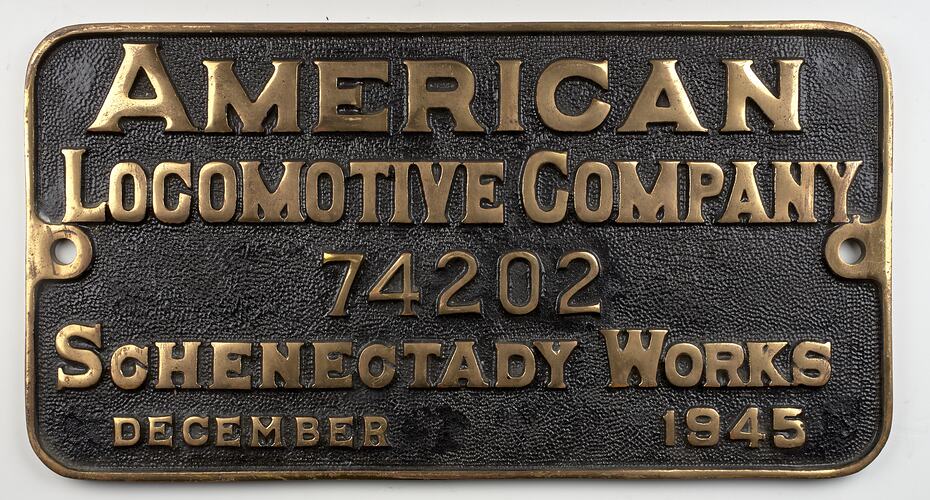 AMERICAN
LOCOMOTIVE COMPANY.
74202
SCHENECTADY WORKS
DECEMBER 1945